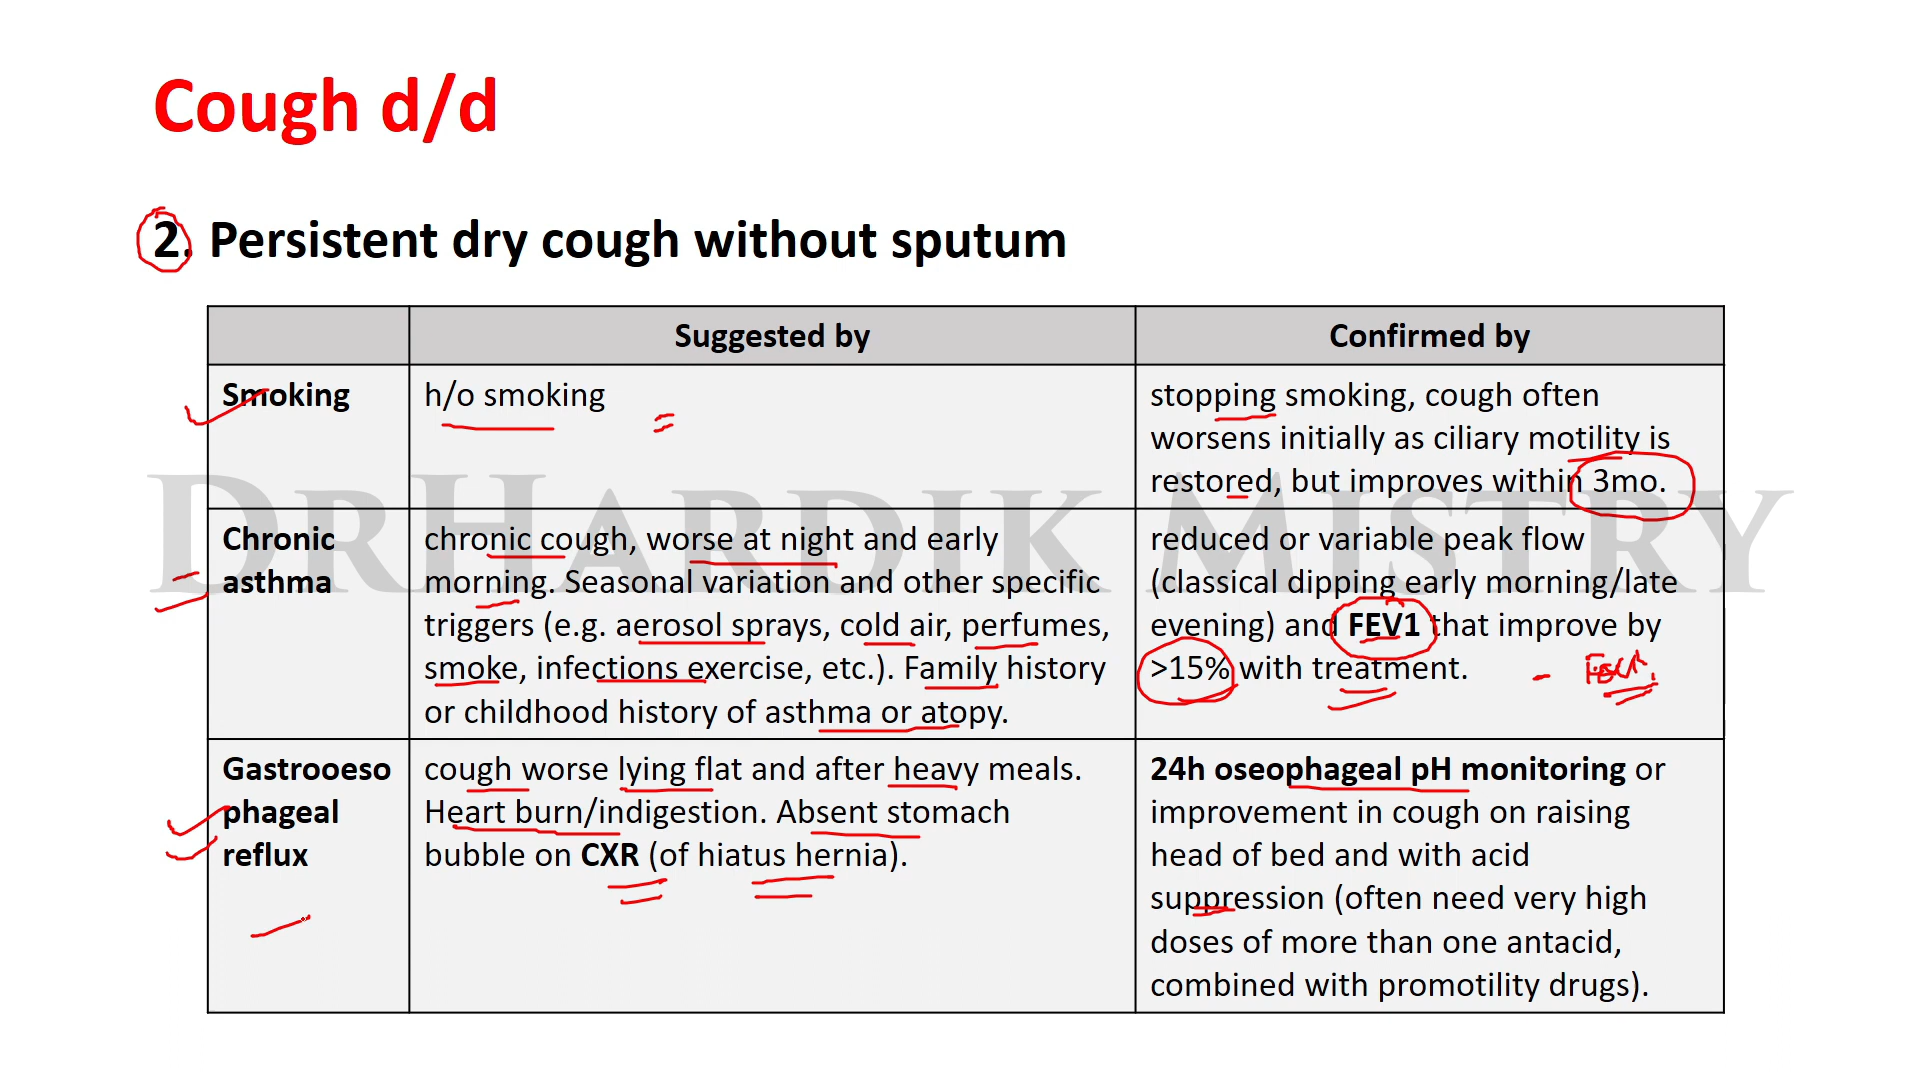 Cough d/d
2. Persistent dry cough without sputum
Suggested by
Confirmed by
Smoking
h/o smoking
stopping smoking, cough often
worsens initially as ciliary motility is
restored, but improves within 3mo.
Chronic
asthma
chronic cough, worse at night and early
morning. Seasonal variation and other specific
triggers (e.g. aerosol sprays, cold air, perfumes,
smoke, infections exercise, etc.). Family history
or childhood history of asthma or atopy.
reduced or variable peak flow
(classical dipping early morning/late
evening) and FEV1 that improve by
>15% with treatment.
Gastrooeso
phageal
reflux
cough worse lying flat and after heavy meals.
Heart burn/indigestion. Absent stomach
bubble on CXR (of hiatus hernia).
24h oseophageal pH monitoring or
improvement in cough on raising
head of bed and with acid
suppression (often need very high
doses of more than one antacid,
combined with promotility drugs).
DRHARDIK MISTRY